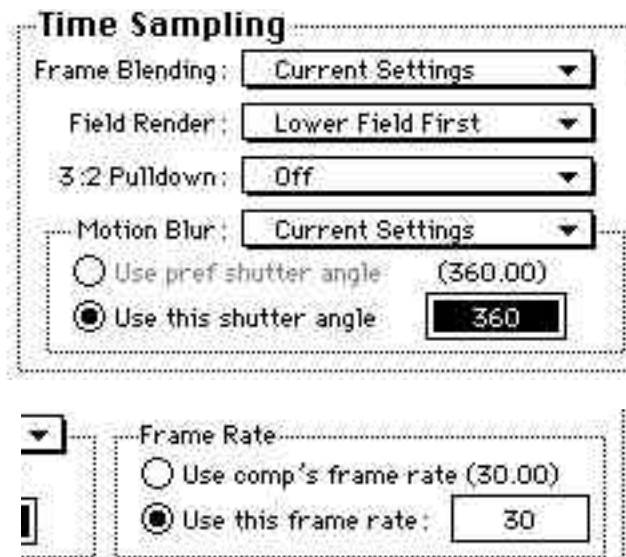 Time Sampling
Frame Blending: Current Settings
Field Render: Lower Field First
3:2 Pulldown: Off
Motion Blur: Current Settings
Use pref shutter angle (360.00)
Use this shutter angle 360
Frame Rate
Use comp's frame rate (30.00)
Use this frame rate: 30